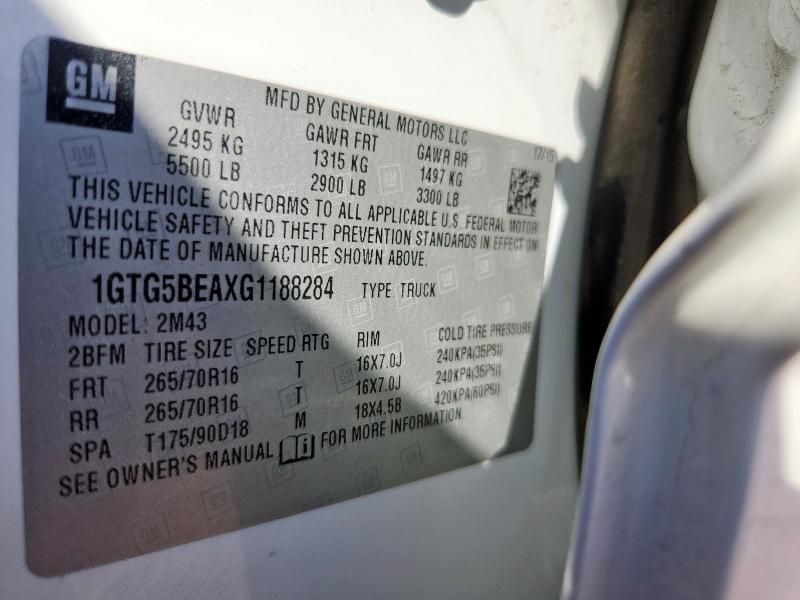 GM
MFD BY GENERAL MOTORS LLC
12/15
GVWR GAWR FRT GAWR RR
2495 KG 1315 KG 1497 KG
5500 LB 2900 LB 3300 LB
THIS VEHICLE CONFORMS TO ALL APPLICABLE U.S. FEDERAL MOTOR
VEHICLE SAFETY AND THEFT PREVENTION STANDARDS IN EFFECT ON
THE DATE OF MANUFACTURE SHOWN ABOVE.
1GTG5BEAXG1188284 TYPE: TRUCK
MODEL: 2M43
2BFM TIRE SIZE SPEED RTG RIM COLD TIRE PRESSURE
FRT 265/70R16 T 16X7.0J 240KPA(35PSI)
RR 265/70R16 T 16X7.0J 240KPA(35PSI)
SPA T175/90D18 M 18X4.5B 420KPA(60PSI)
SEE OWNER'S MANUAL FOR MORE INFORMATION.